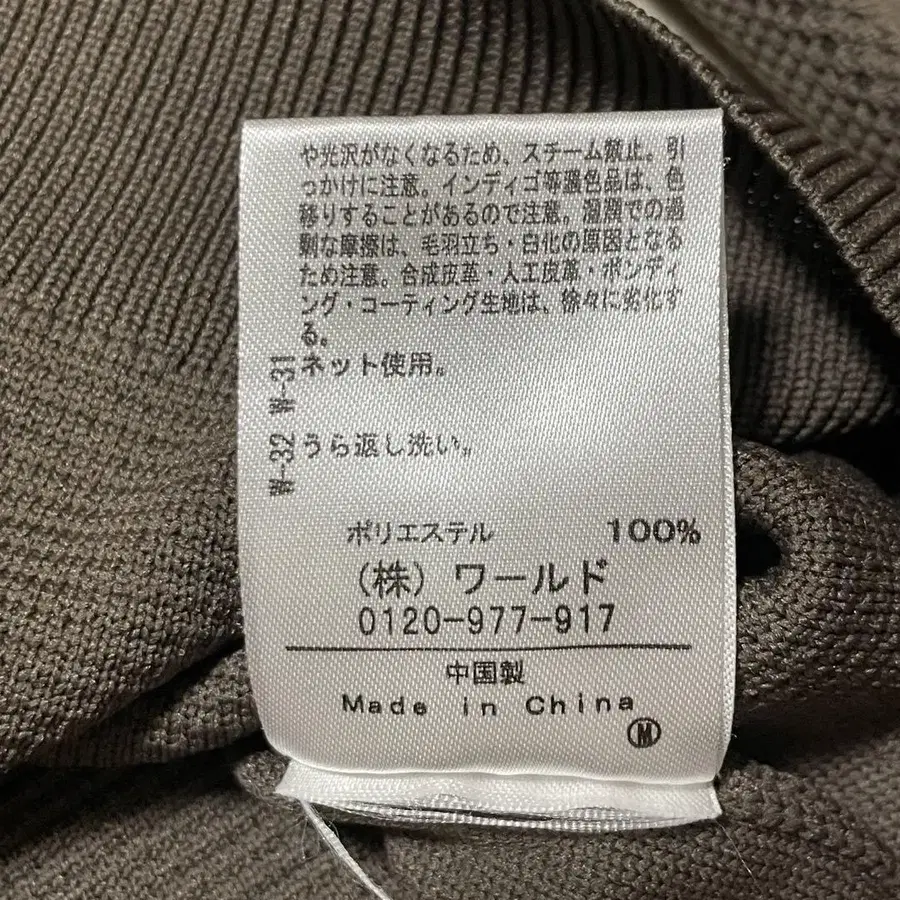 や光沢がなくなるため、スチーム禁止。引
っかけに注意。インディゴ等濃色品は、色
移りすることがあるので注意。湿潤での過
剰な摩擦は、毛羽立ち・白化の原因となる
ため注意。合成皮革・人工皮革・ボンディ
ング・コーティング生地は、徐々に劣化す
る。
ネット使用。
うら返し洗い。
W-32 W-31
ポリエステル 100%
(株) ワールド
0120-977-917
中国製
Made in China
M